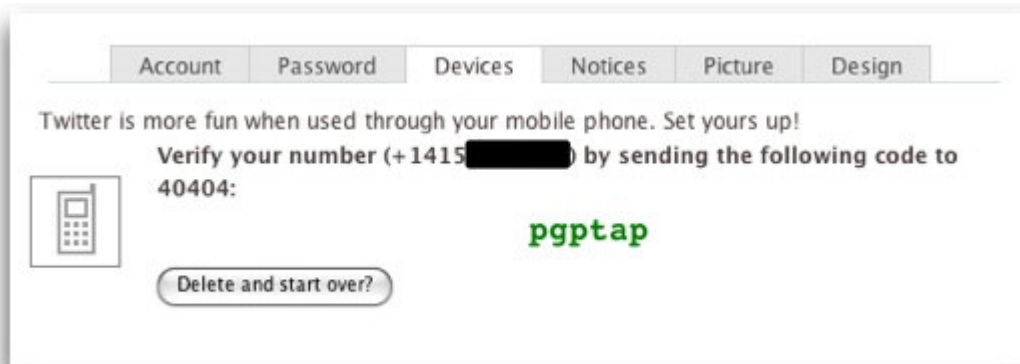 Account Password Devices Notices Picture Design
Twitter is more fun when used through your mobile phone. Set yours up!
Verify your number (+1415 ) by sending the following code to
40404:
pgptap
Delete and start over?